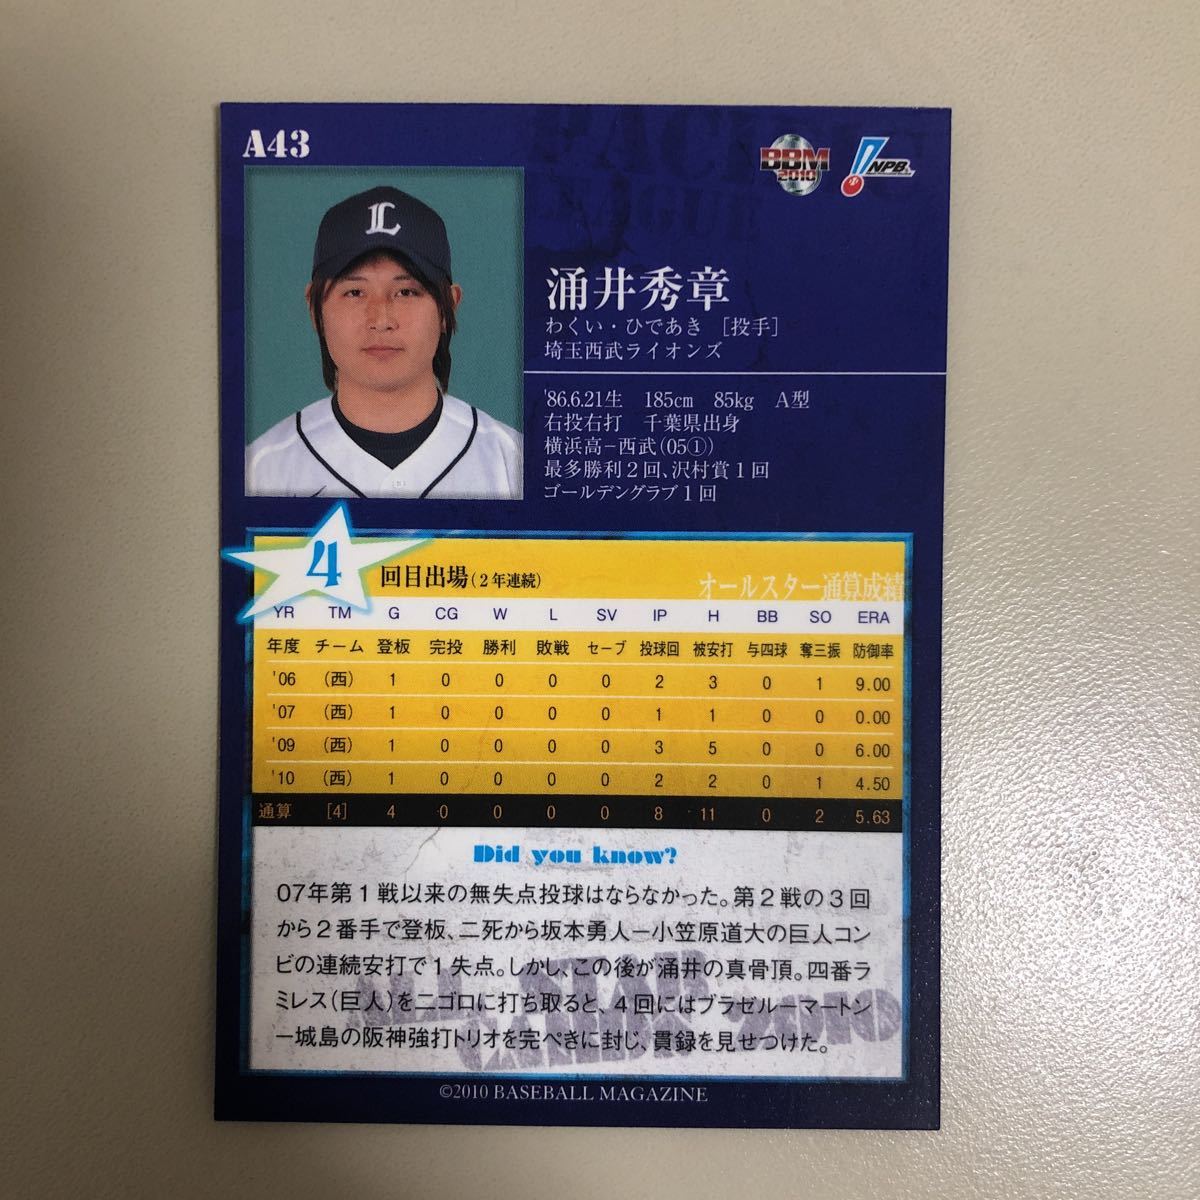 A43
BBM
2010
NPB
PACIFIC
LEAGUE
L
涌井秀章
わくい・ひであき [投手]
埼玉西武ライオンズ
'86.6.21生 185cm 85kg A型
右投右打 千葉県出身
横浜高−西武(05①)
最多勝利2回、沢村賞1回
ゴールデングラブ1回
4 回目出場(2年連続) オールスター通算成績
YR TM G CG W L SV IP H BB SO ERA
年度 チーム 登板 完投 勝利 敗戦 セーブ 投球回 被安打 与四球 奪三振 防御率
'06 (西) 1 0 0 0 0 2 3 0 1 9.00
'07 (西) 1 0 0 0 0 1 1 0 0 0.00
'09 (西) 1 0 0 0 0 3 5 0 0 6.00
'10 (西) 1 0 0 0 0 2 2 0 1 4.50
通算 [4] 4 0 0 0 0 8 11 0 2 5.63
Did you know?
07年第1戦以来の無失点投球はならなかった。第2戦の3回
から2番手で登板、二死から坂本勇人−小笠原道大の巨人コン
ビの連続安打で1失点。しかし、この後が涌井の真骨頂。四番ラ
ミレス(巨人)を二ゴロに打ち取ると、4回にはブラゼルーマートン
−城島の阪神強打トリオを完ぺきに封じ、貫録を見せつけた。
©2010 BASEBALL MAGAZINE